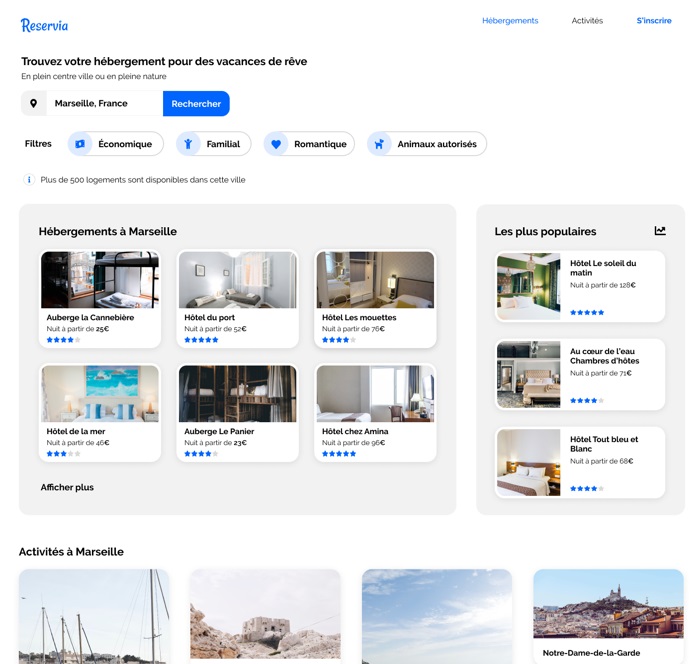 Reservia
Hébergements
Activités
S'inscrire
Trouvez votre hébergement pour des vacances de rêve
En plein centre ville ou en pleine nature
Marseille, France
Rechercher
Filtres
Économique
Familial
Romantique
Animaux autorisés
Plus de 500 logements sont disponibles dans cette ville
Hébergements à Marseille
Auberge la Cannebière
Nuit à partir de 25€
Hôtel du port
Nuit à partir de 52€
Hôtel Les mouettes
Nuit à partir de 76€
Hôtel de la mer
Nuit à partir de 46€
Auberge Le Panier
Nuit à partir de 23€
Hôtel chez Amina
Nuit à partir de 96€
Afficher plus
Les plus populaires
Hôtel Le soleil du
matin
Nuit à partir de 128€
Au cœur de l'eau
Chambres d'hôtes
Nuit à partir de 71€
Hôtel Tout bleu et
Blanc
Nuit à partir de 68€
Activités à Marseille
Notre-Dame-de-la-Garde